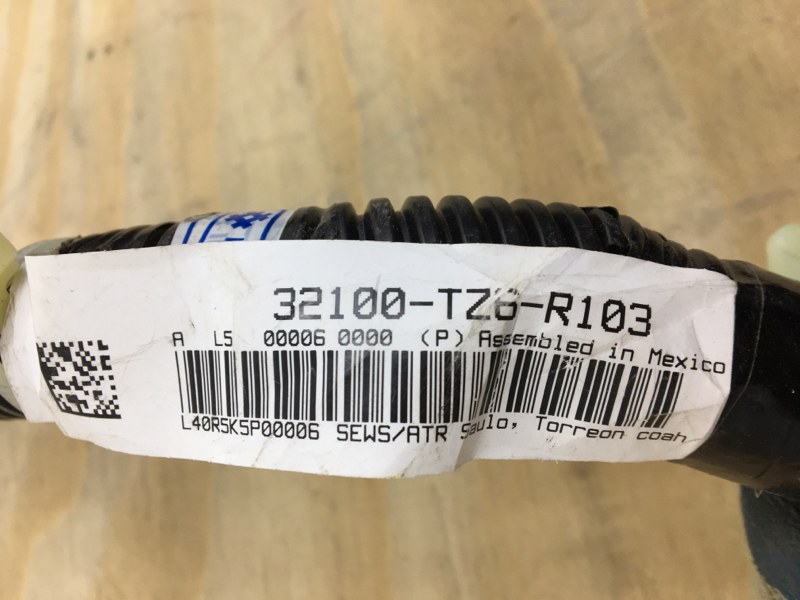 32100-TZ6-R103
A L5 00006 0000 (P) Assembled in Mexico
L40R5K5P00006 SEWS/ATR Saulo, Torreon coah